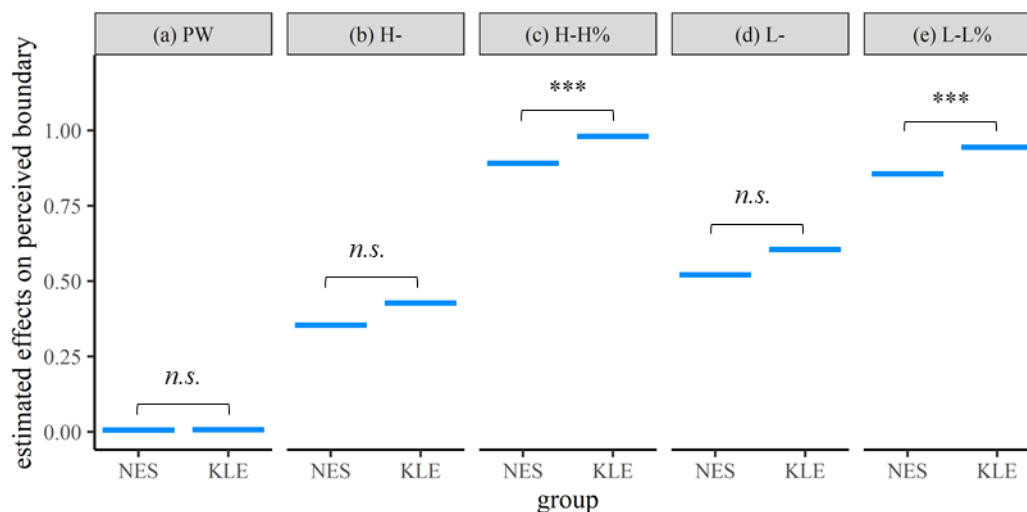 (a) PW (b) H- (c) H-H% (d) L- (e) L-L%
*** ***
1.00
n.s.
0.75
n.s.
0.50
0.25
n.s.
0.00
estimated effects on perceived boundary
NES KLE NES KLE NES KLE NES KLE NES KLE
group